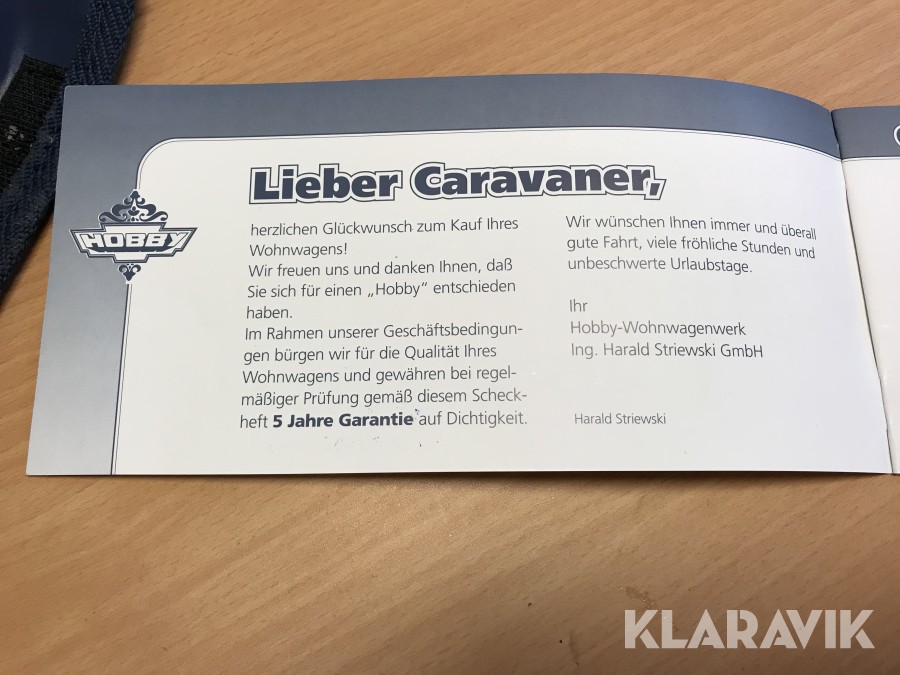 HOBBY
Lieber Caravaner,
herzlichen Glückwunsch zum Kauf Ihres
Wohnwagens!
Wir freuen uns und danken Ihnen, daß
Sie sich für einen „Hobby" entschieden
haben.
Im Rahmen unserer Geschäftsbedingun-
gen bürgen wir für die Qualität Ihres
Wohnwagens und gewähren bei regel-
mäßiger Prüfung gemäß diesem Scheck-
heft 5 Jahre Garantie auf Dichtigkeit.
Wir wünschen Ihnen immer und überall
gute Fahrt, viele fröhliche Stunden und
unbeschwerte Urlaubstage.
Ihr
Hobby-Wohnwagenwerk
Ing. Harald Striewski GmbH
Harald Striewski
KLARAVIK